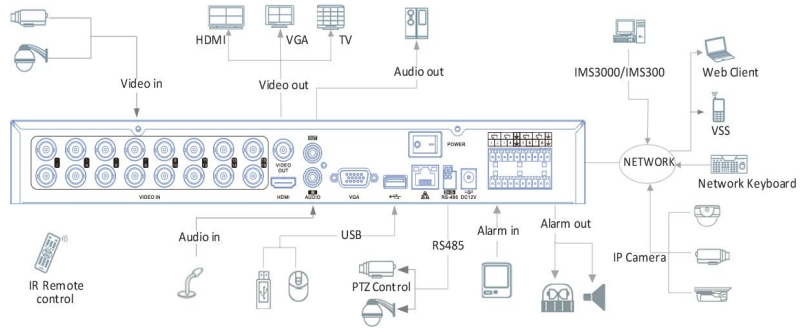 HDMI
VGA
TV
Audio out
Video in
Video out
IMS3000/IMS300
Web Client
VSS
NETWORK
Network Keyboard
IP Camera
OUT
POWER
VIDEO OUT
VIDEO IN
HDMI
IN
AUDIO
VGA
RS-485
DC12V
Audio in
USB
RS485
Alarm in
Alarm out
PTZ Control
IR Remote
control